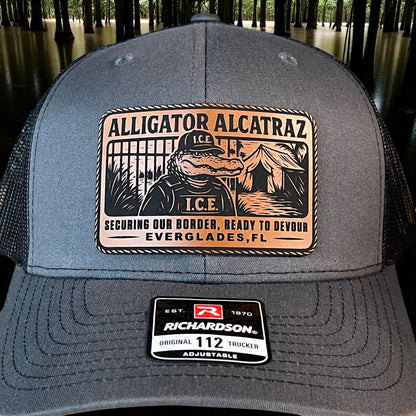 ALLIGATOR ALCATRAZ
I.C.E.
I.C.E.
SECURING OUR BORDER, READY TO DEVOUR
EVERGLADES, FL
EST. R 1870
RICHARDSON®
ORIGINAL 112 TRUCKER
ADJUSTABLE